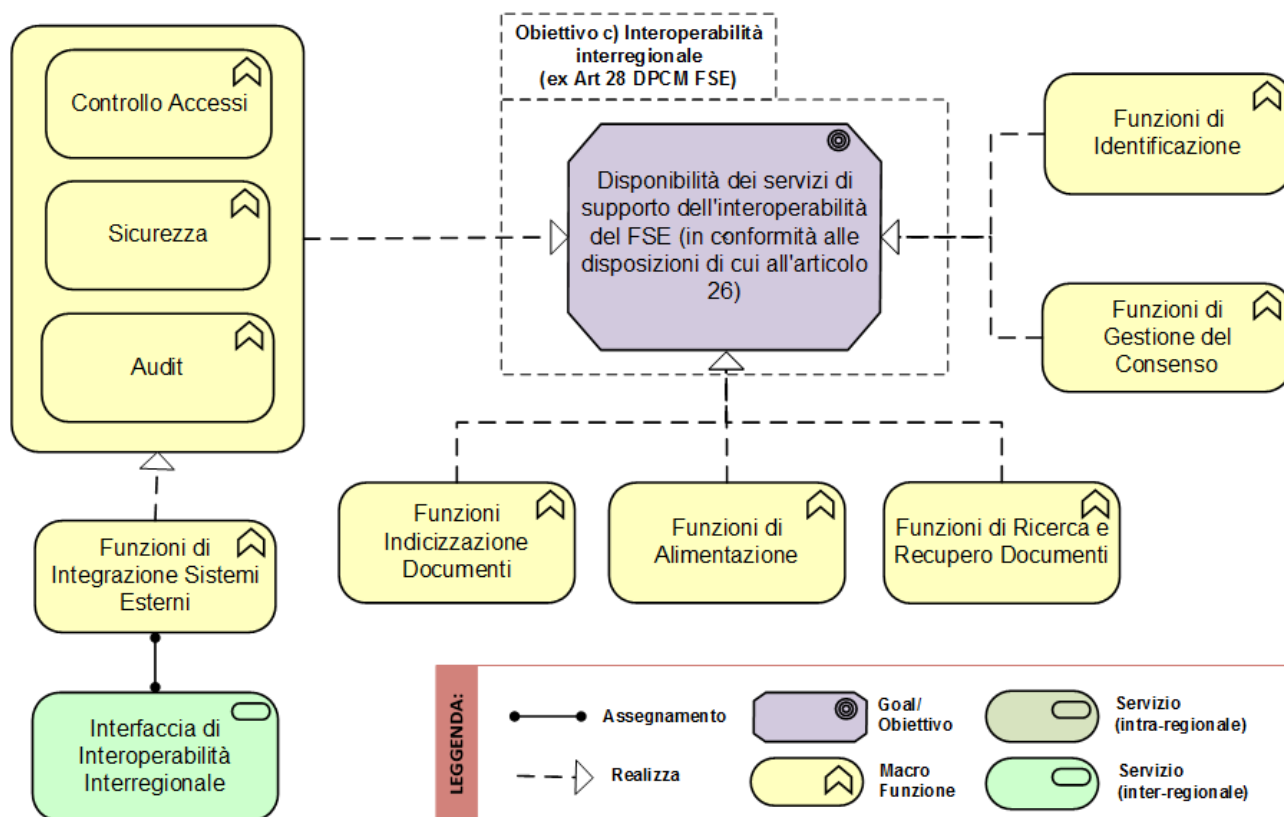 Obiettivo c) Interoperabilità
interregionale
(ex Art 28 DPCM FSE)
Controllo Accessi
Sicurezza
Audit
Disponibilità dei servizi di
supporto dell'interoperabilità
del FSE (in conformità alle
disposizioni di cui all'articolo
26)
Funzioni di
Identificazione
Funzioni di
Gestione del
Consenso
Funzioni
Indicizzazione
Documenti
Funzioni di
Alimentazione
Funzioni di Ricerca e
Recupero Documenti
Funzioni di
Integrazione Sistemi
Esterni
Interfaccia di
Interoperabilità
Interregionale
LEGGENDA:
Assegnamento
Realizza
Goal/
Obiettivo
Macro
Funzione
Servizio
(intra-regionale)
Servizio
(inter-regionale)